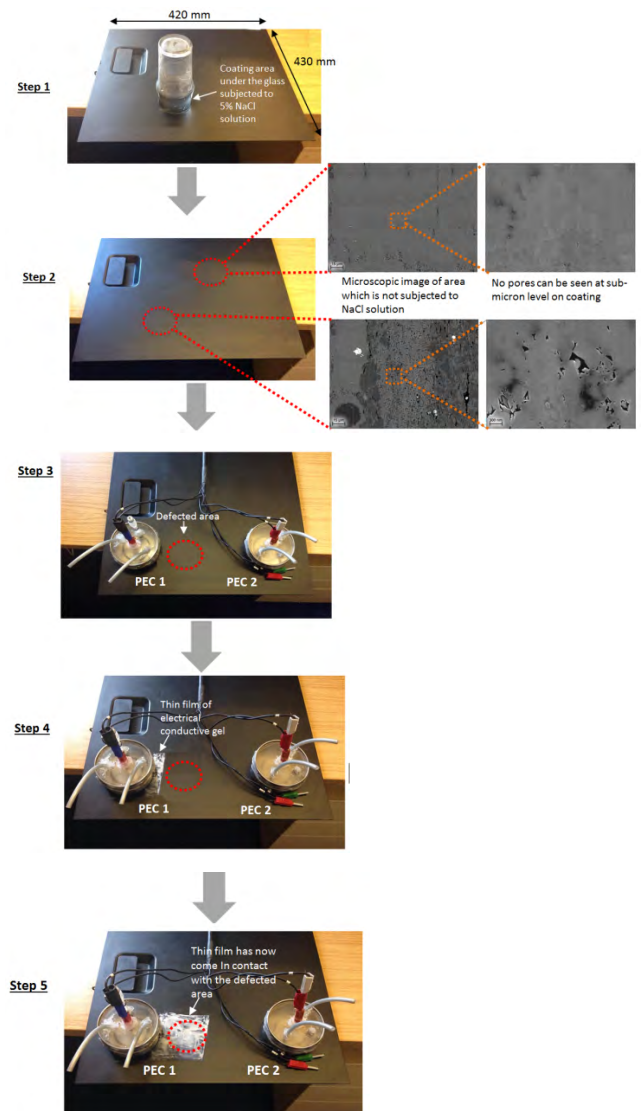 420 mm
430 mm
Step 1
Coating area
under the glass
subjected to
5% NaCl
solution
Step 2
Microscopic image of area
which is not subjected to
NaCl solution
No pores can be seen at sub-
micron level on coating
Step 3
Defected area
PEC 1
PEC 2
Step 4
Thin film of
electrical
conductive gel
PEC 1
PEC 2
Step 5
Thin film has now
come In contact
with the defected
area
PEC 1
PEC 2